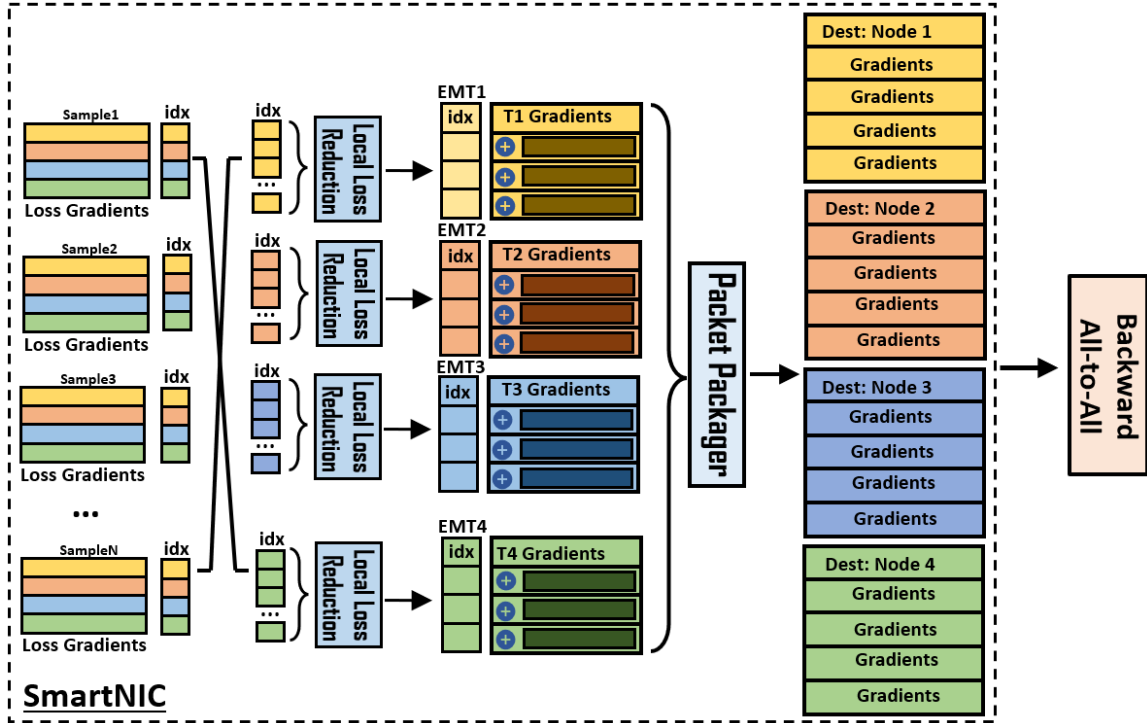 Sample1
idx
Loss Gradients
Sample2
idx
Loss Gradients
Sample3
idx
Loss Gradients
...
SampleN
idx
Loss Gradients
idx
...
Local Loss
Reduction
idx
...
Local Loss
Reduction
idx
...
Local Loss
Reduction
idx
...
Local Loss
Reduction
EMT1
idx
T1 Gradients
+
+
+
EMT2
idx
T2 Gradients
+
+
+
EMT3
idx
T3 Gradients
+
+
+
EMT4
idx
T4 Gradients
+
+
+
Packet Packager
Dest: Node 1
Gradients
Gradients
Gradients
Gradients
Dest: Node 2
Gradients
Gradients
Gradients
Gradients
Dest: Node 3
Gradients
Gradients
Gradients
Gradients
Dest: Node 4
Gradients
Gradients
Gradients
Gradients
Backward
All-to-All
SmartNIC